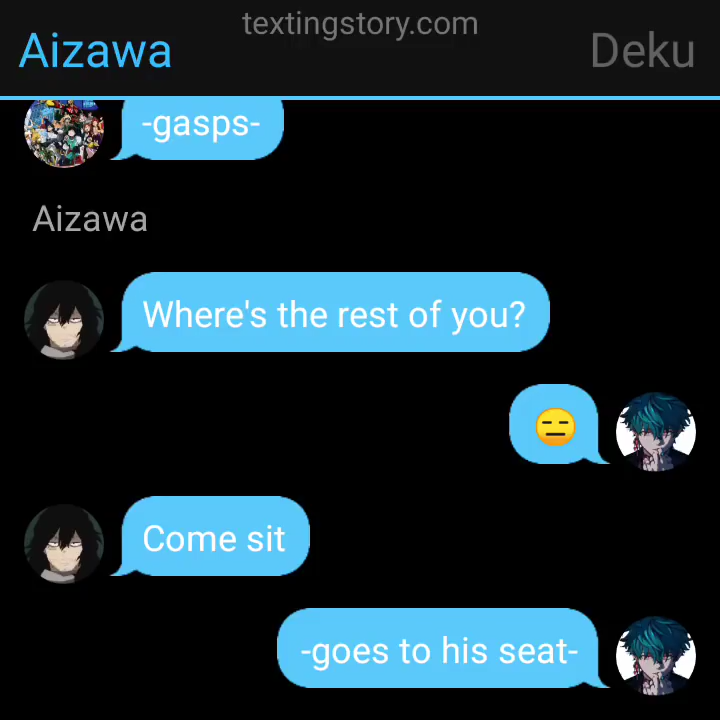 textingstory.com
Aizawa
Deku
-gasps-
Aizawa
Where's the rest of you?
😑
Come sit
-goes to his seat-